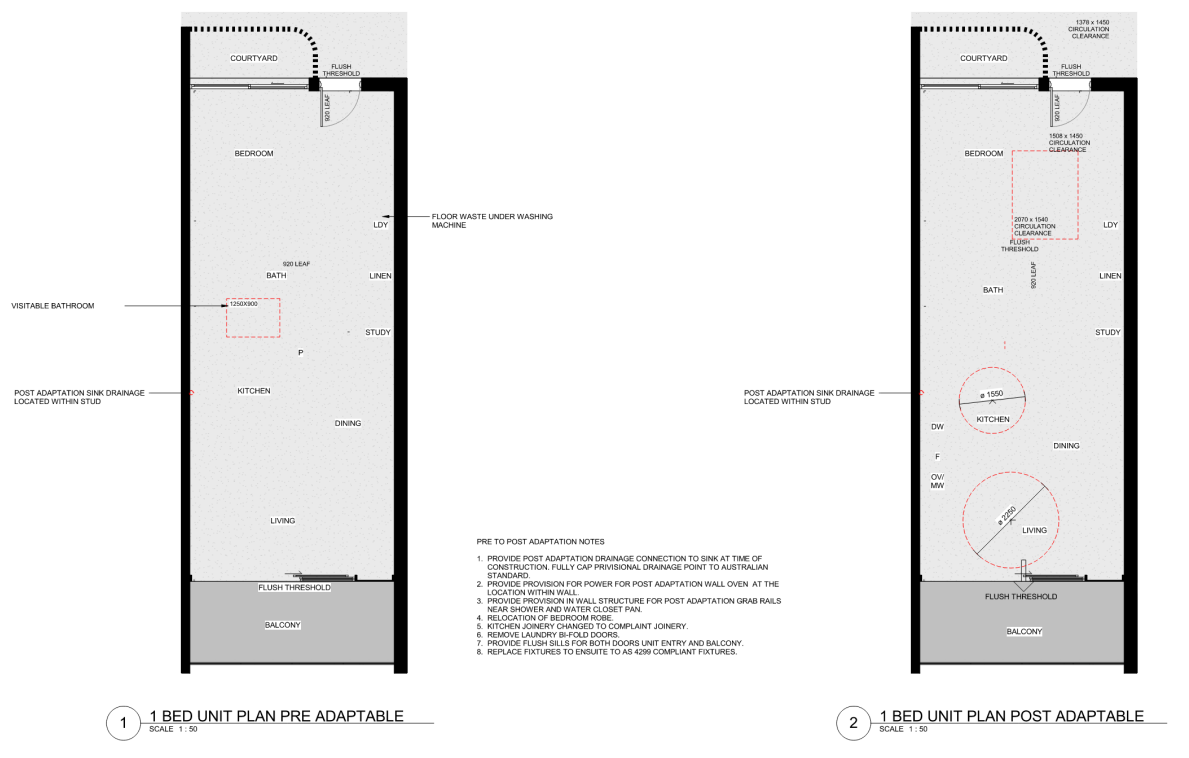 COURTYARD
FLUSH
THRESHOLD
920 LEAF
BEDROOM
FLOOR WASTE UNDER WASHING
MACHINE
LDY
920 LEAF
BATH
LINEN
VISITABLE BATHROOM
1250X900
STUDY
P
POST ADAPTATION SINK DRAINAGE
LOCATED WITHIN STUD
KITCHEN
DINING
LIVING
FLUSH THRESHOLD
BALCONY
1 1 BED UNIT PLAN PRE ADAPTABLE
SCALE 1 : 50
PRE TO POST ADAPTATION NOTES
1. PROVIDE POST ADAPTATION DRAINAGE CONNECTION TO SINK AT TIME OF
CONSTRUCTION. FULLY CAP PRIVISIONAL DRAINAGE POINT TO AUSTRALIAN
STANDARD.
2. PROVIDE PROVISION FOR POWER FOR POST ADAPTATION WALL OVEN AT THE
LOCATION WITHIN WALL.
3. PROVIDE PROVISION IN WALL STRUCTURE FOR POST ADAPTATION GRAB RAILS
NEAR SHOWER AND WATER CLOSET PAN.
4. RELOCATION OF BEDROOM ROBE.
5. KITCHEN JOINERY CHANGED TO COMPLAINT JOINERY.
6. REMOVE LAUNDRY BI-FOLD DOORS.
7. PROVIDE FLUSH SILLS FOR BOTH DOORS UNIT ENTRY AND BALCONY.
8. REPLACE FIXTURES TO ENSUITE TO AS 4299 COMPLIANT FIXTURES.
1378 x 1450
CIRCULATION
CLEARANCE
COURTYARD
FLUSH
THRESHOLD
920 LEAF
1508 x 1450
CIRCULATION
CLEARANCE
BEDROOM
2070 x 1540
CIRCULATION
CLEARANCE
LDY
FLUSH
THRESHOLD
920 LEAF
LINEN
BATH
STUDY
POST ADAPTATION SINK DRAINAGE
LOCATED WITHIN STUD
ø 1550
KITCHEN
DW
DINING
F
OV/
MW
ø 2250
LIVING
FLUSH THRESHOLD
BALCONY
2 1 BED UNIT PLAN POST ADAPTABLE
SCALE 1 : 50